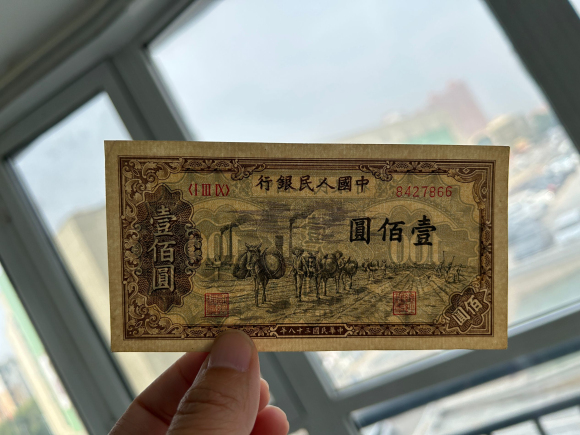 中國人民銀行
〈I III IX〉
8427866
壹佰圓
壹佰圓
佰圓
中華民國三十八年